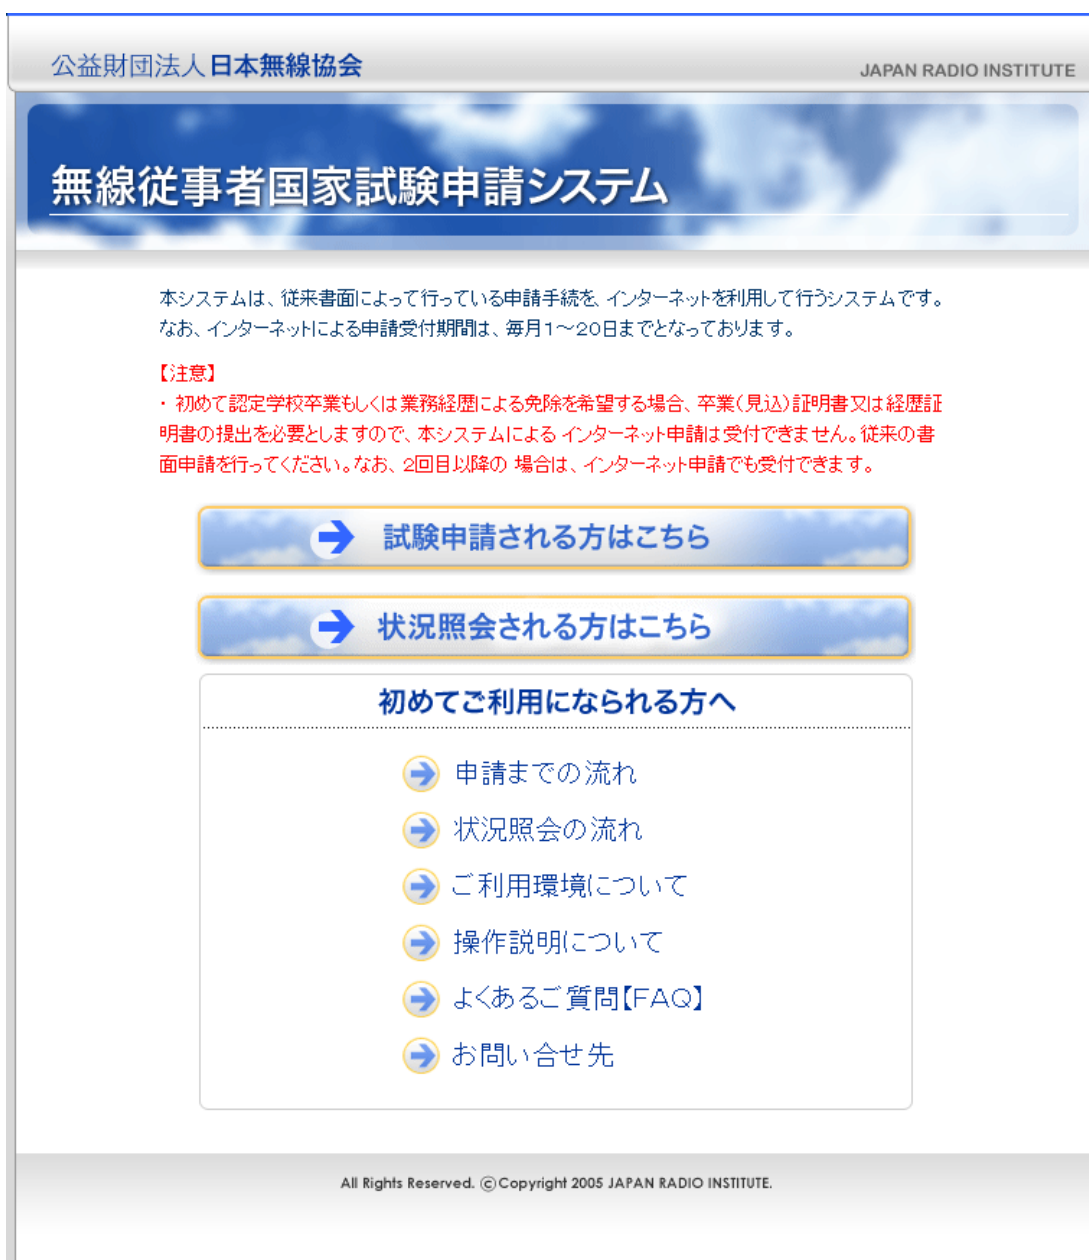 公益財団法人日本無線協会
JAPAN RADIO INSTITUTE
無線従事者国家試験申請システム
本システムは、従来書面によって行っている申請手続を、インターネットを利用して行うシステムです。
なお、インターネットによる申請受付期間は、毎月1～20日までとなっております。
【注意】
・ 初めて認定学校卒業もしくは業務経歴による免除を希望する場合、卒業(見込)証明書又は経歴証
明書の提出を必要としますので、本システムによる インターネット申請は受付できません。従来の書
面申請を行ってください。なお、2回目以降の 場合は、インターネット申請でも受付できます。
試験申請される方はこちら
状況照会される方はこちら
初めてご利用になられる方へ
申請までの流れ
状況照会の流れ
ご利用環境について
操作説明について
よくあるご質問【FAQ】
お問い合せ先
All Rights Reserved. ©Copyright 2005 JAPAN RADIO INSTITUTE.